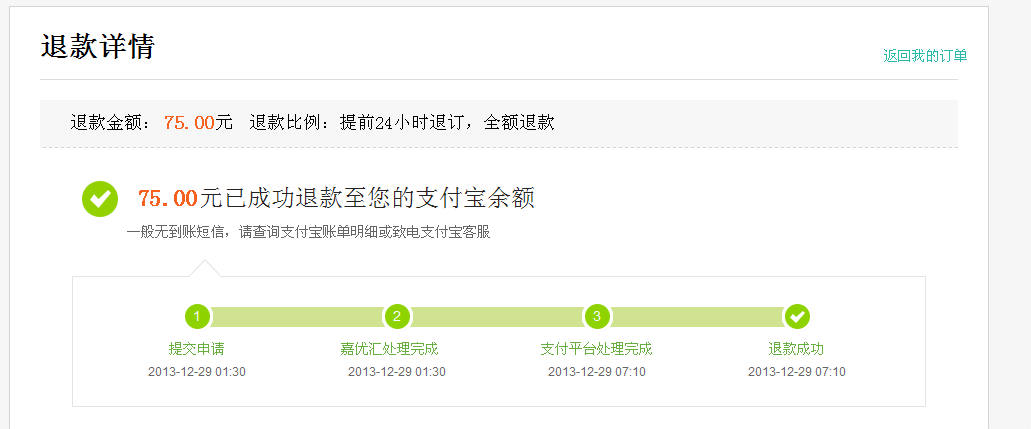 退款详情
返回我的订单
退款金额： 75.00元 退款比例：提前24小时退订，全额退款
75.00元已成功退款至您的支付宝余额
一般无到账短信，请查询支付宝账单明细或致电支付宝客服
1 2 3
提交申请 嘉优汇处理完成 支付平台处理完成 退款成功
2013-12-29 01:30 2013-12-29 01:30 2013-12-29 07:10 2013-12-29 07:10